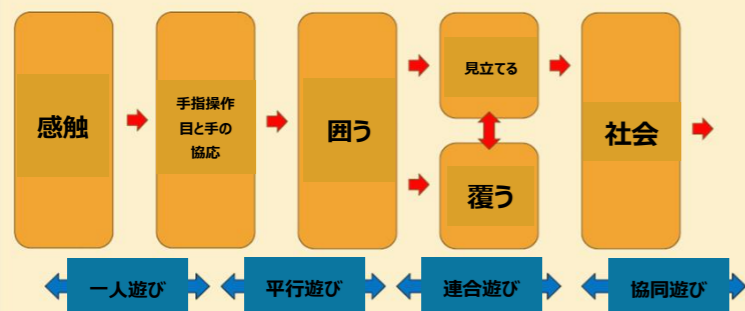 感触
手指操作
目と手の
協応
囲う
見立てる
覆う
社会
一人遊び
平行遊び
連合遊び
協同遊び